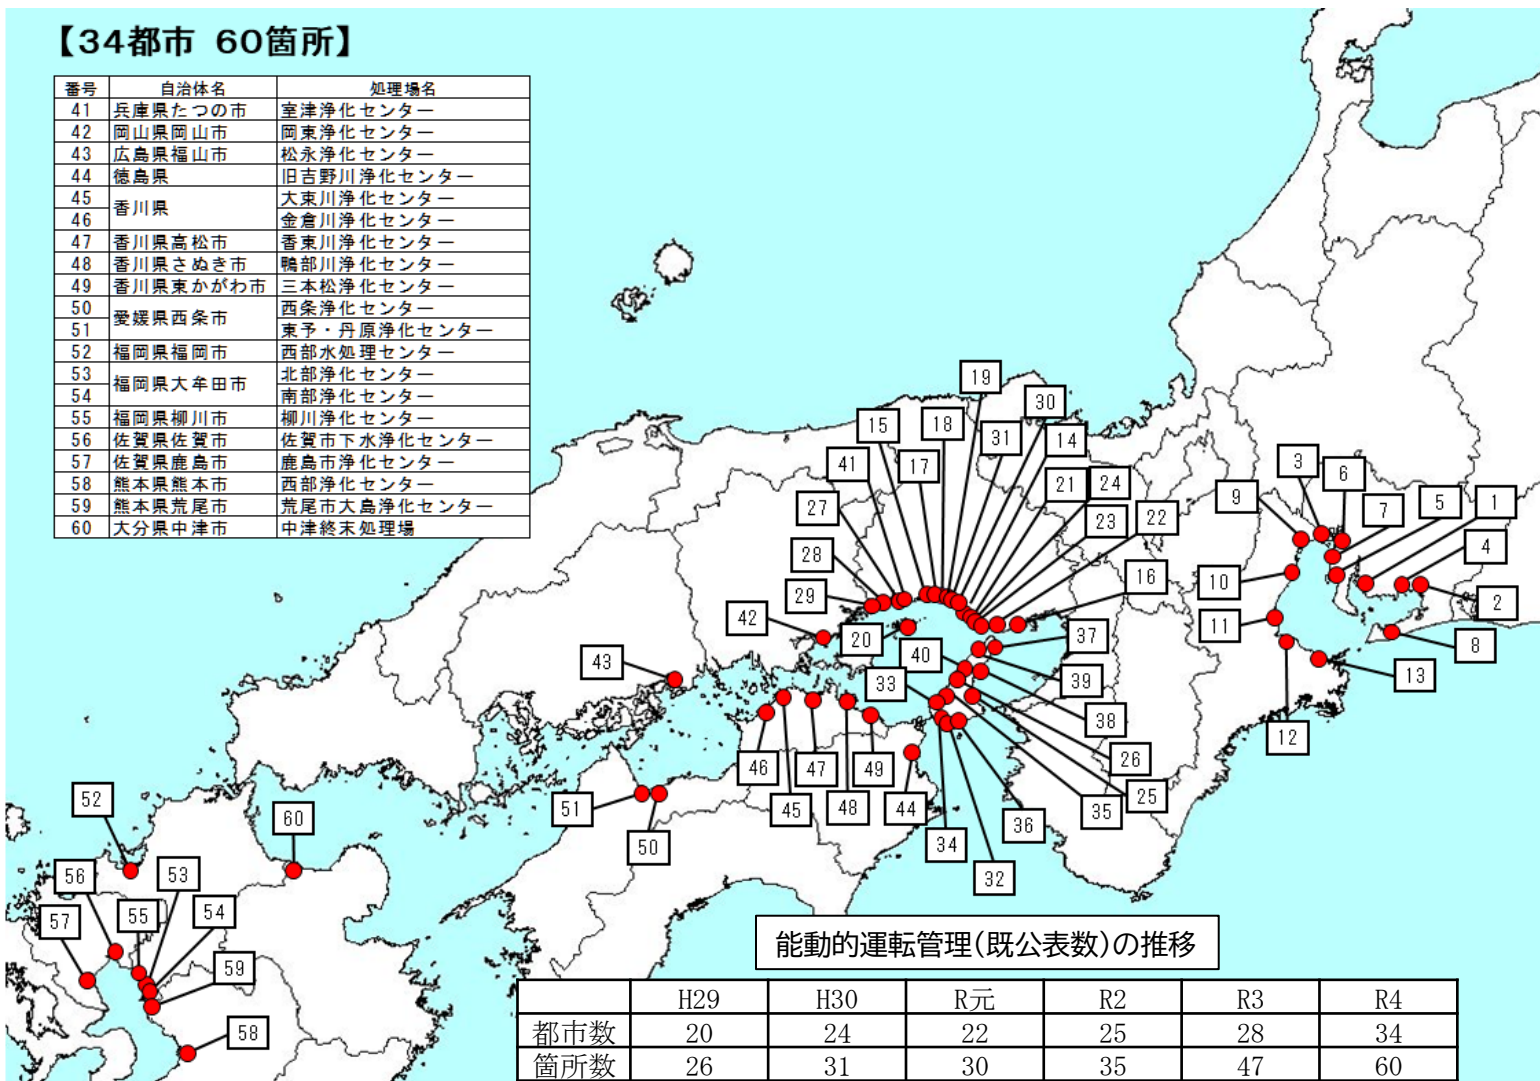 【34都市 60箇所】
番号 自治体名 処理場名
41 兵庫県たつの市 室津浄化センター
42 岡山県岡山市 岡東浄化センター
43 広島県福山市 松永浄化センター
44 徳島県 旧吉野川浄化センター
45 香川県 大束川浄化センター
46 金倉川浄化センター
47 香川県高松市 香東川浄化センター
48 香川県さぬき市 鴨部川浄化センター
49 香川県東かがわ市 三本松浄化センター
50 愛媛県西条市 西条浄化センター
51 東予・丹原浄化センター
52 福岡県福岡市 西部水処理センター
53 福岡県大牟田市 北部浄化センター
54 南部浄化センター
55 福岡県柳川市 柳川浄化センター
56 佐賀県佐賀市 佐賀市下水浄化センター
57 佐賀県鹿島市 鹿島市浄化センター
58 熊本県熊本市 西部浄化センター
59 熊本県荒尾市 荒尾市大島浄化センター
60 大分県中津市 中津終末処理場
19
30
15
18
31
14
41
17
21
24
27
23
22
28
16
29
42
20
40
37
43
33
39
38
26
25
35
36
46
45
47
48
49
44
34
32
51
50
3
6
9
7
5
1
4
10
2
11
8
13
12
52
60
56
53
57
55
54
59
58
能動的運転管理(既公表数)の推移
H29 H30 R元 R2 R3 R4
都市数 20 24 22 25 28 34
箇所数 26 31 30 35 47 60